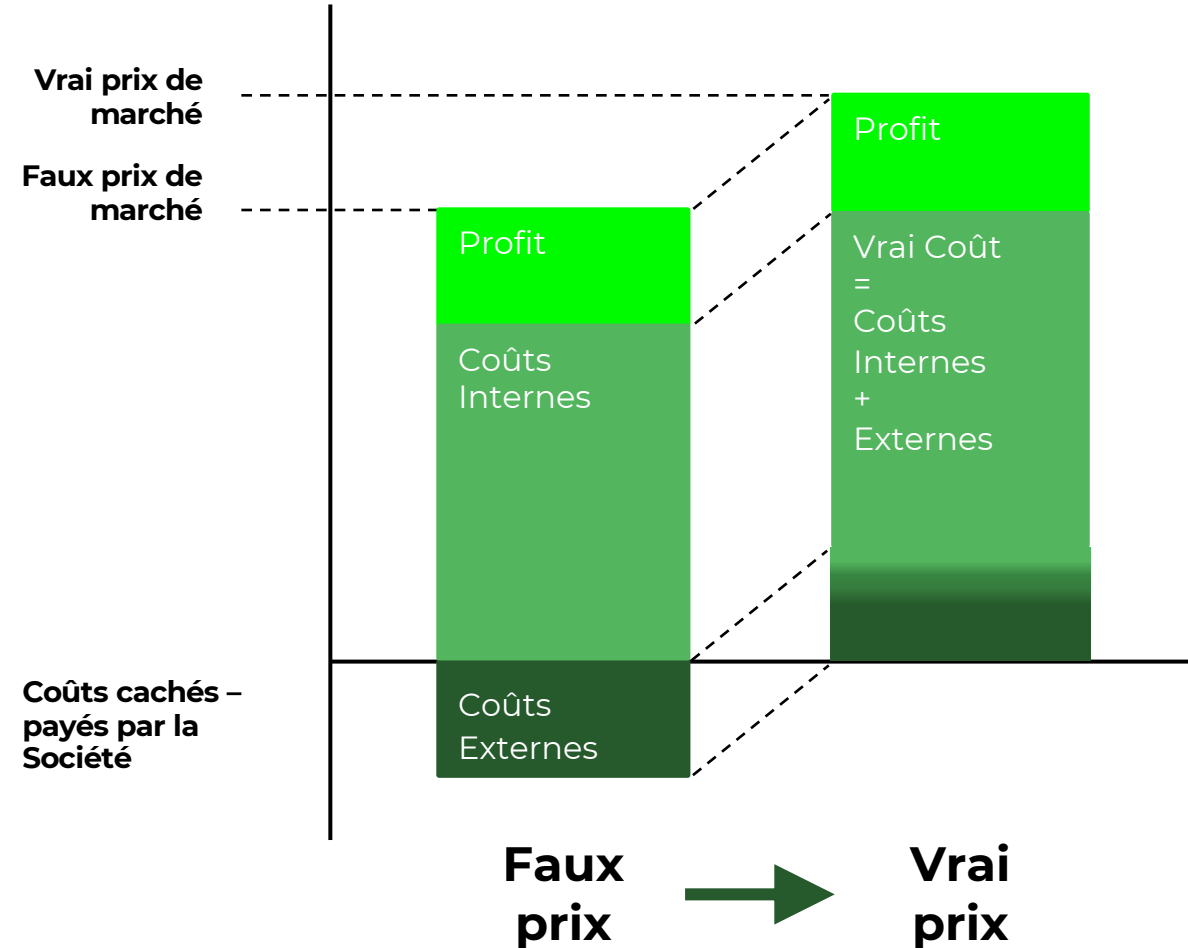 Vrai prix de
marché
Faux prix de
marché
Profit
Coûts
Internes
Profit
Vrai Coût
=
Coûts
Internes
+
Externes
Coûts cachés –
payés par la
Société
Coûts
Externes
Faux
prix
Vrai
prix